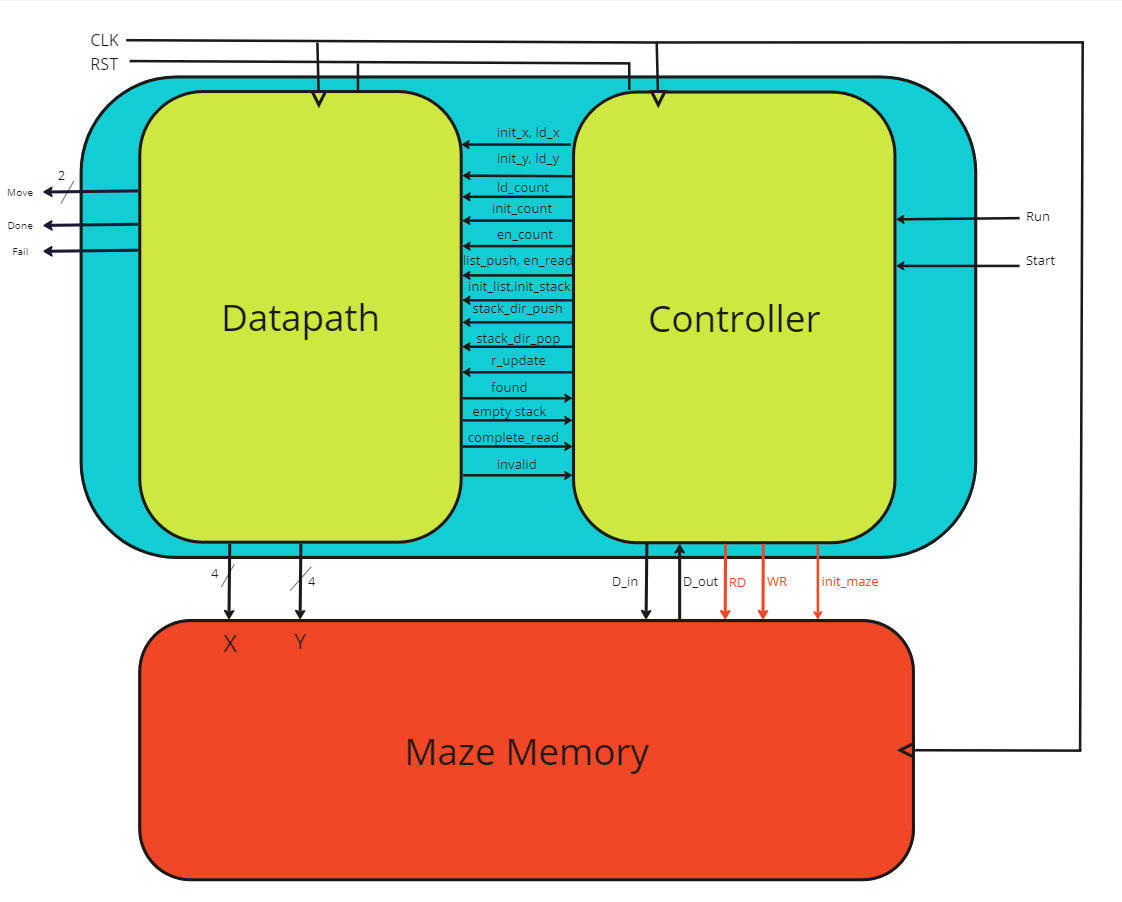 CLK
RST
init_x, ld_x
init_y, ld_y
ld_count
init_count
en_count
list_push, en_read
init_list,init_stack
stack_dir_push
stack_dir_pop
r_update
found
empty stack
complete_read
invalid
2
Move
Done
Fail
Run
Start
Datapath
Controller
4
4
D_in
D_out
RD
WR
init_maze
X
Y
Maze Memory